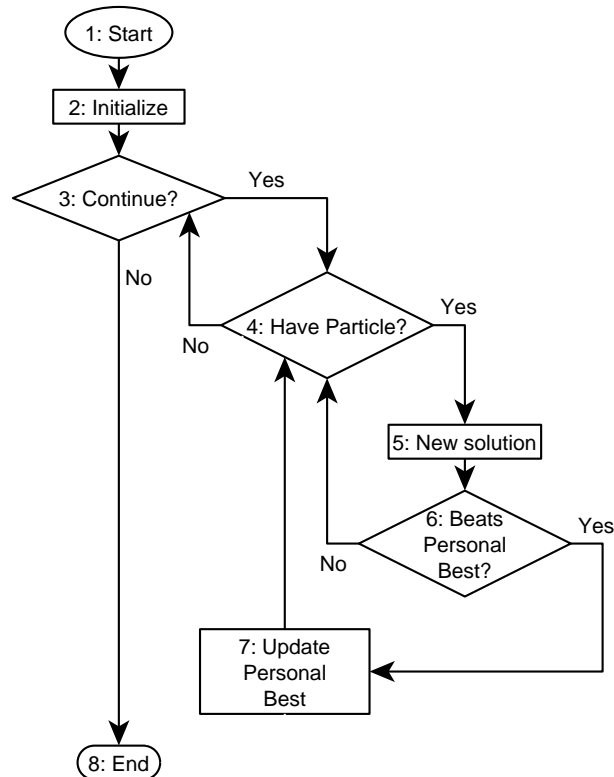 1: Start
2: Initialize
3: Continue?
Yes
No
4: Have Particle?
Yes
No
5: New solution
6: Beats
Personal
Best?
Yes
No
7: Update
Personal
Best
8: End